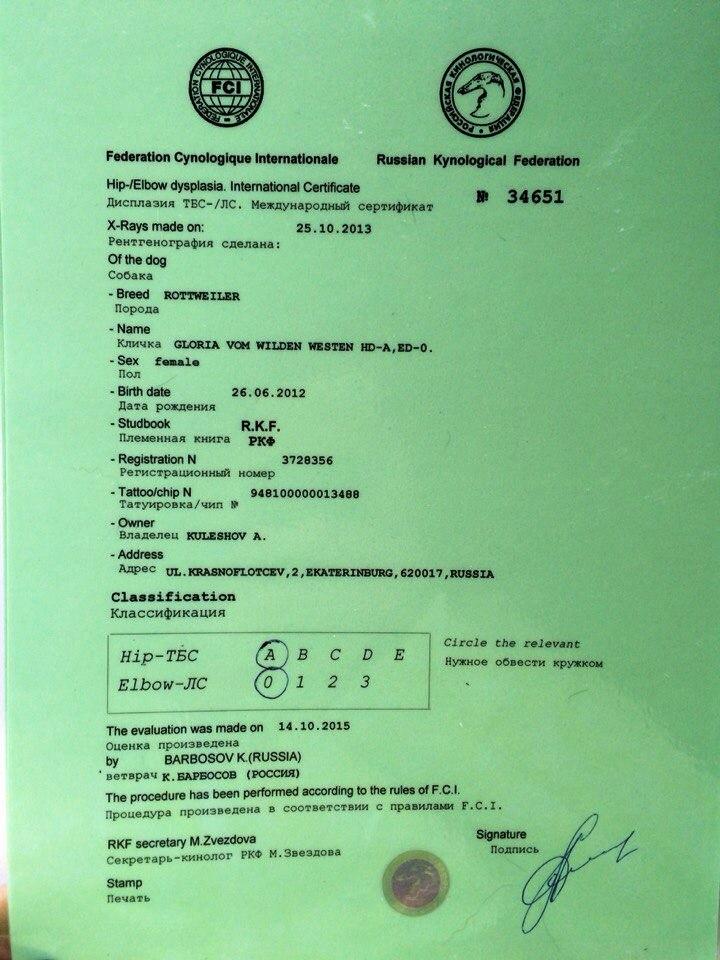 FEDERATION CYNOLOGIQUE INTERNATIONALE
FCI
РОССИЙСКАЯ КИНОЛОГИЧЕСКАЯ ФЕДЕРАЦИЯ
Federation Cynologique Internationale Russian Kynological Federation
Hip-/Elbow dysplasia. International Certificate
№ 34651
Дисплазия ТБС-/ЛС. Международный сертификат
X-Rays made on: 25.10.2013
Рентгенография сделана:
Of the dog
Собака
- Breed ROTTWEILER
Порода
- Name
Кличка GLORIA VOM WILDEN WESTEN HD-A,ED-0.
- Sex female
Пол
- Birth date 26.06.2012
Дата рождения
- Studbook R.K.F.
Племенная книга РКФ
- Registration N 3728356
Регистрационный номер
- Tattoo/chip N 948100000013488
Татуировка/чип №
- Owner
Владелец KULESHOV A.
- Address
Адрес UL.KRASNOFLOTCEV,2,EKATERINBURG,620017,RUSSIA
Classification
Классификация
Hip-ТБС A B C D E
Elbow-ЛС 0 1 2 3
Circle the relevant
Нужное обвести кружком
The evaluation was made on 14.10.2015
Оценка произведена
by BARBOSOV K.(RUSSIA)
ветврач К.БАРБОСОВ (РОССИЯ)
The procedure has been performed according to the rules of F.C.I.
Процедура произведена в соответствии с правилами F.C.I.
RKF secretary M.Zvezdova
Секретарь-кинолог РКФ М.Звездова
Signature
Подпись
Stamp
Печать